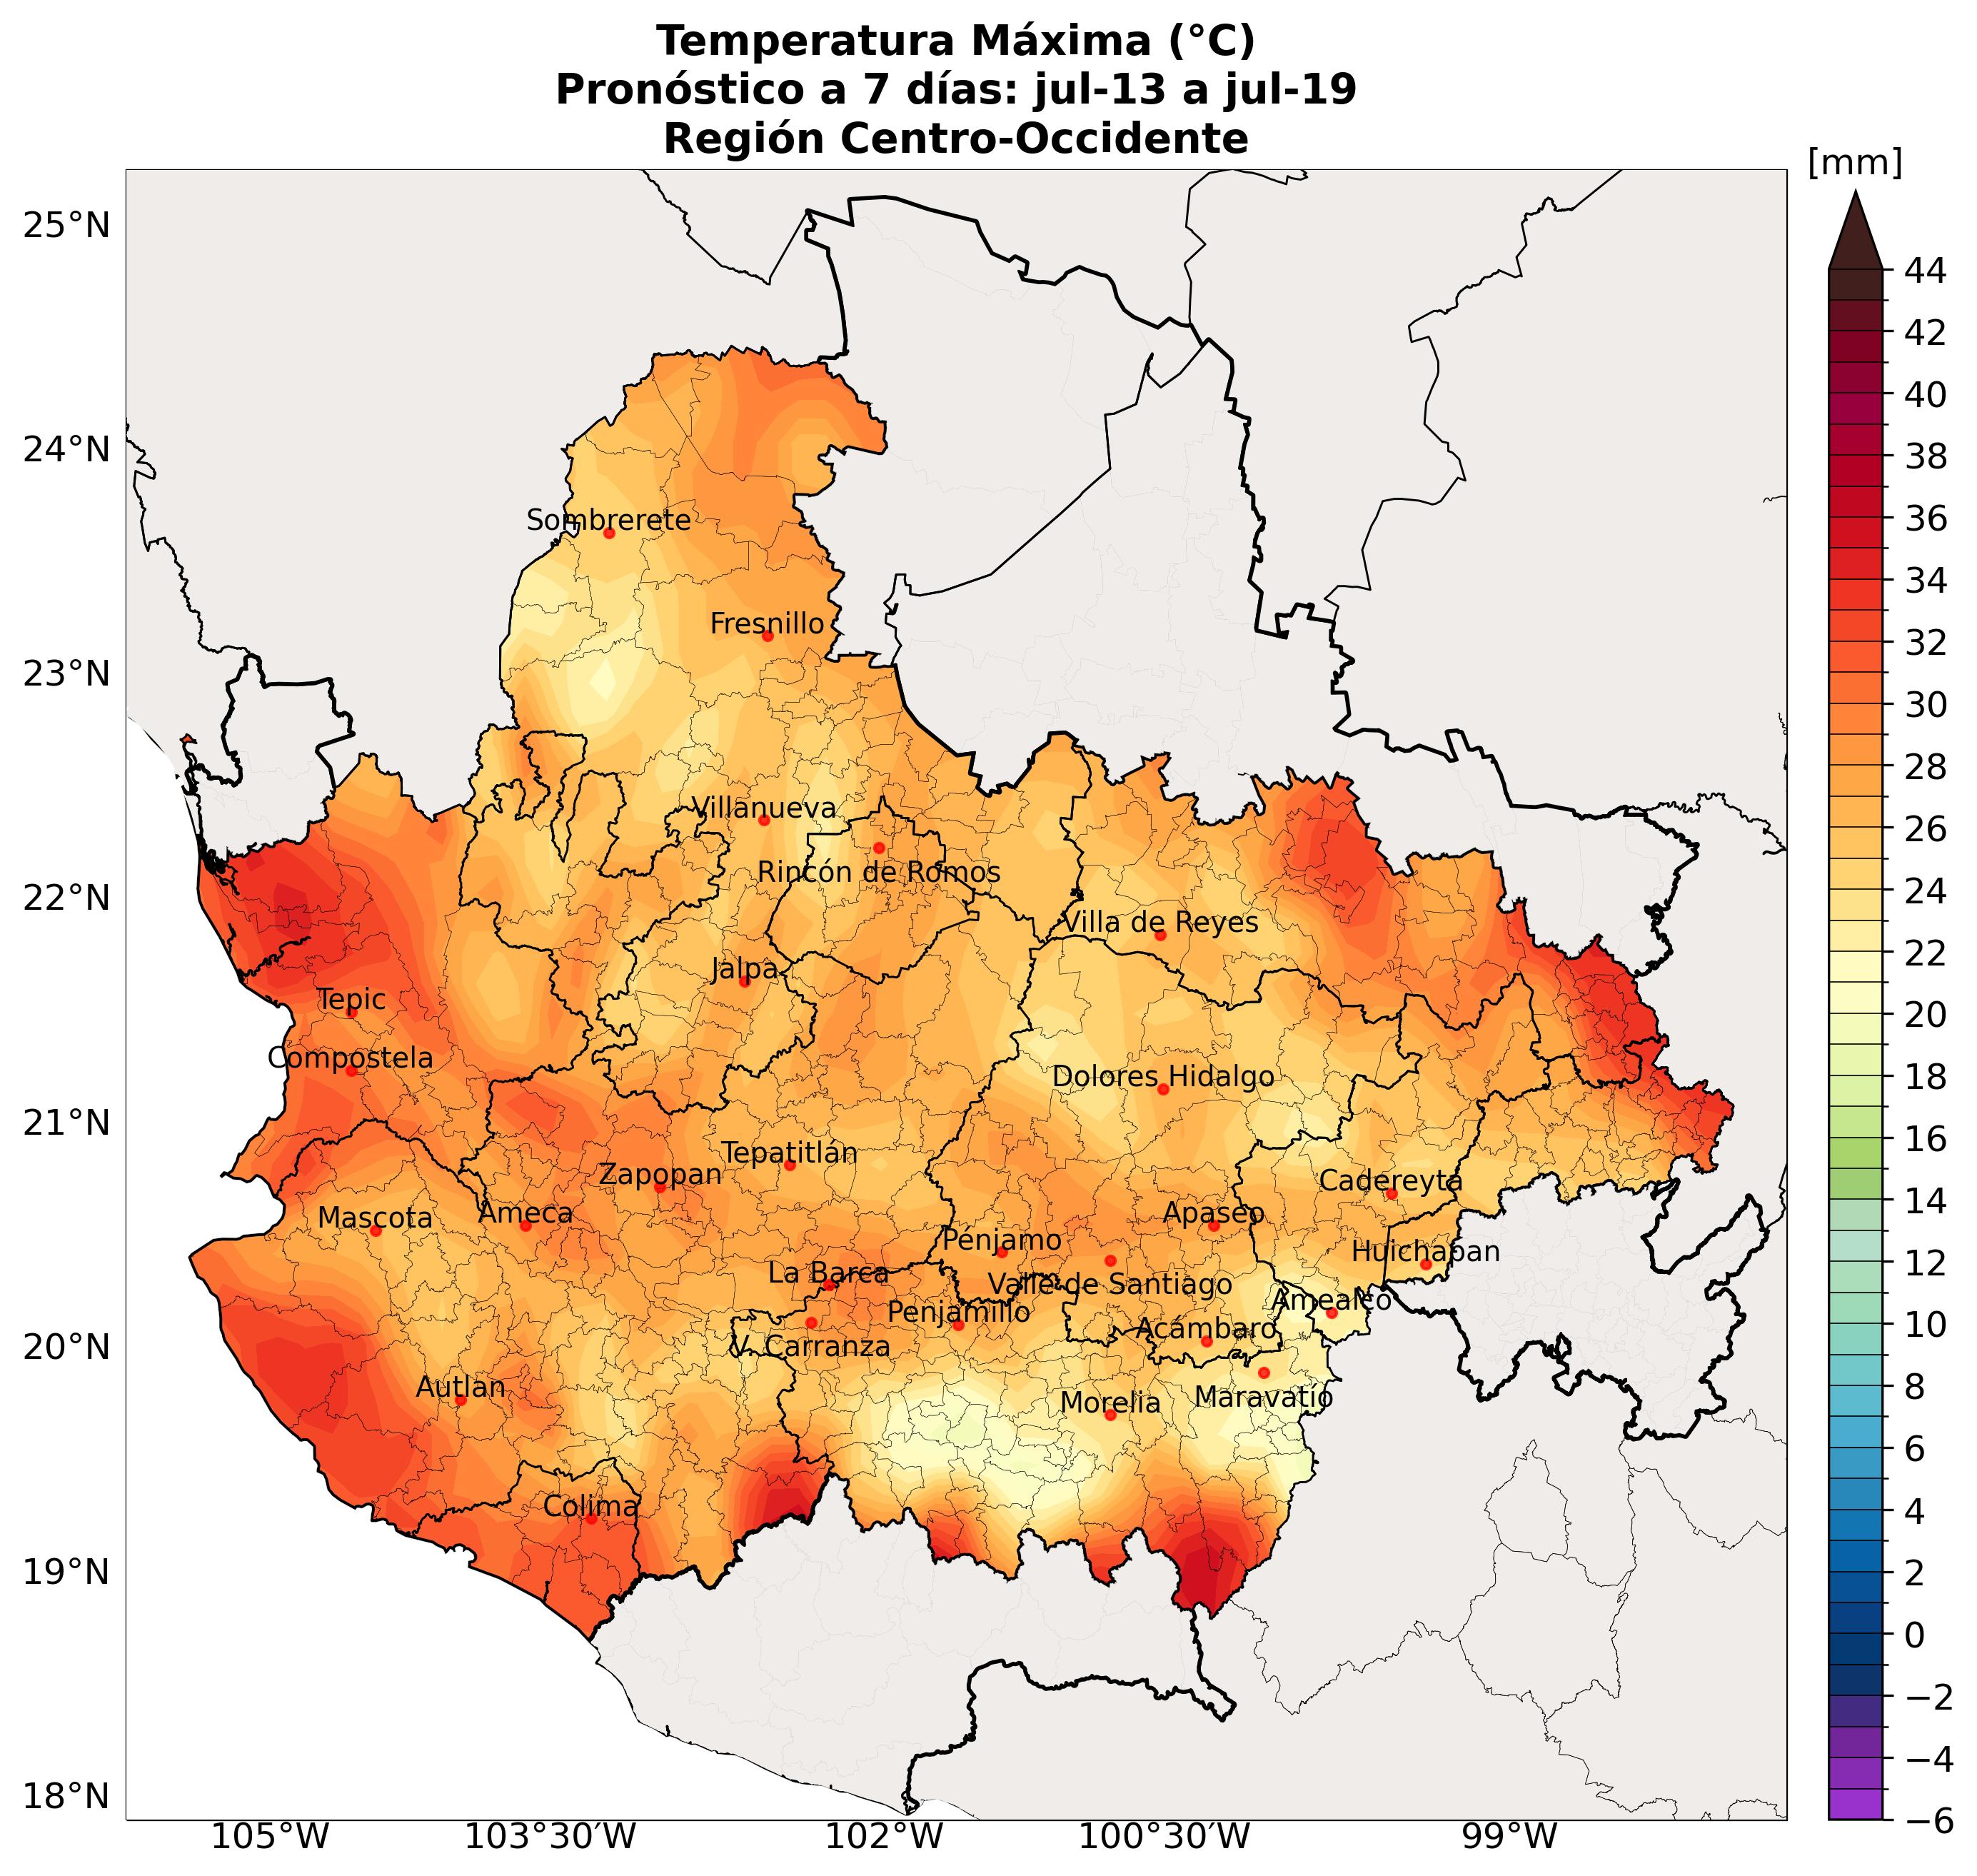 Temperatura Máxima (°C)
Pronóstico a 7 días: jul-13 a jul-19
Región Centro-Occidente
[mm]
25°N
24°N
23°N
22°N
21°N
20°N
19°N
18°N
105°W
103°30′W
102°W
100°30′W
99°W
Sombrerete
Fresnillo
Villanueva
Rincón de Romos
Villa de Reyes
Jalpa
Tepic
Compostela
Dolores Hidalgo
Tepatitlán
Zapopan
Cadereyta
Mascota
Ameca
Apaseo
Pénjamo
Huichapan
La Barca
Valle de Santiago
Penjamillo
Amealco
Acámbaro
V. Carranza
Autlan
Morelia
Maravatío
Colima
44
42
40
38
36
34
32
30
28
26
24
22
20
18
16
14
12
10
8
6
4
2
0
−2
−4
−6